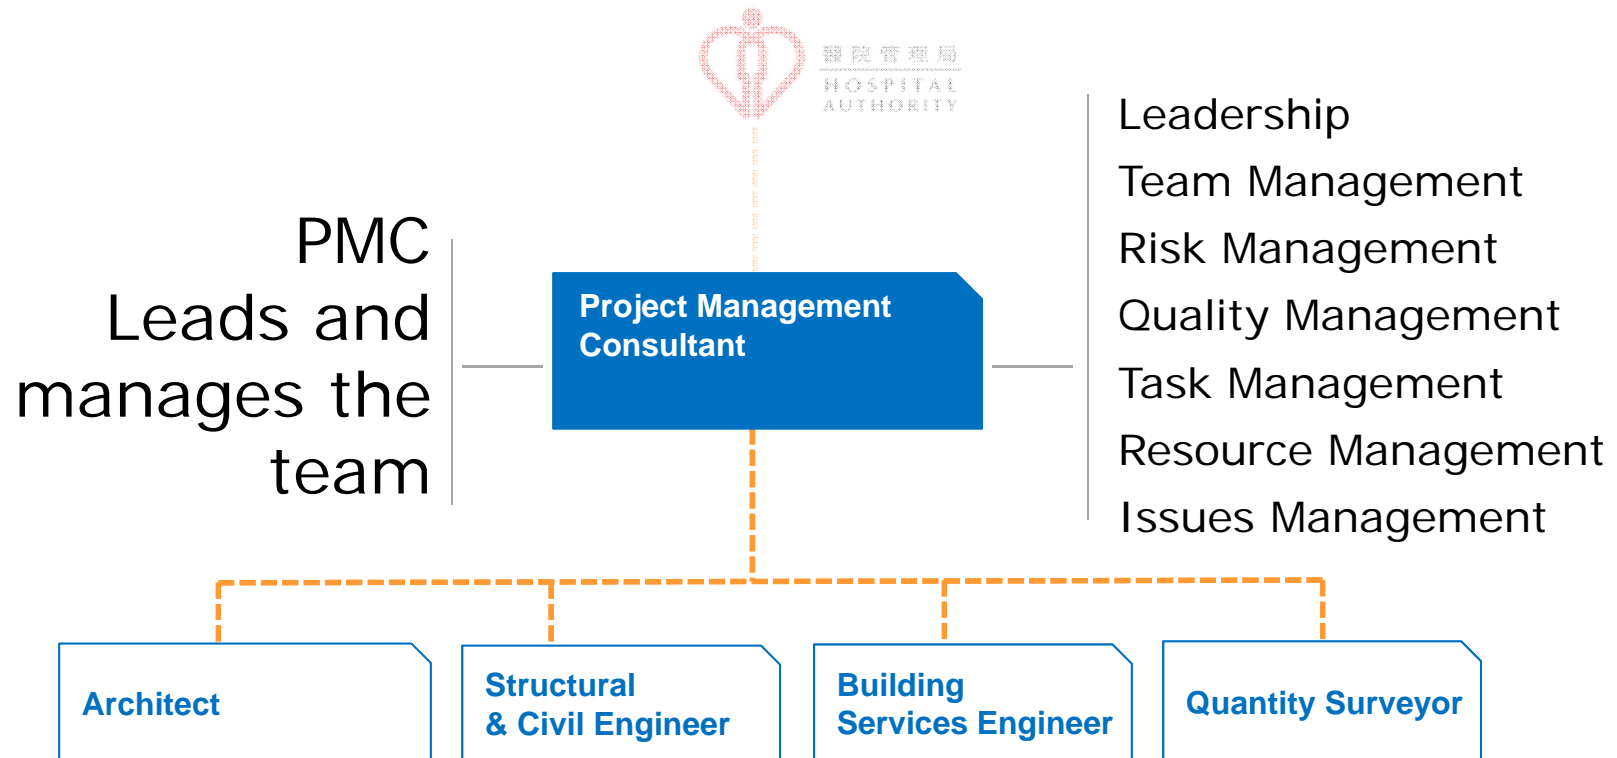 醫院管理局
HOSPITAL
AUTHORITY
PMC
Leads and
manages the
team
Project Management
Consultant
Leadership
Team Management
Risk Management
Quality Management
Task Management
Resource Management
Issues Management
Architect
Structural
& Civil Engineer
Building
Services Engineer
Quantity Surveyor